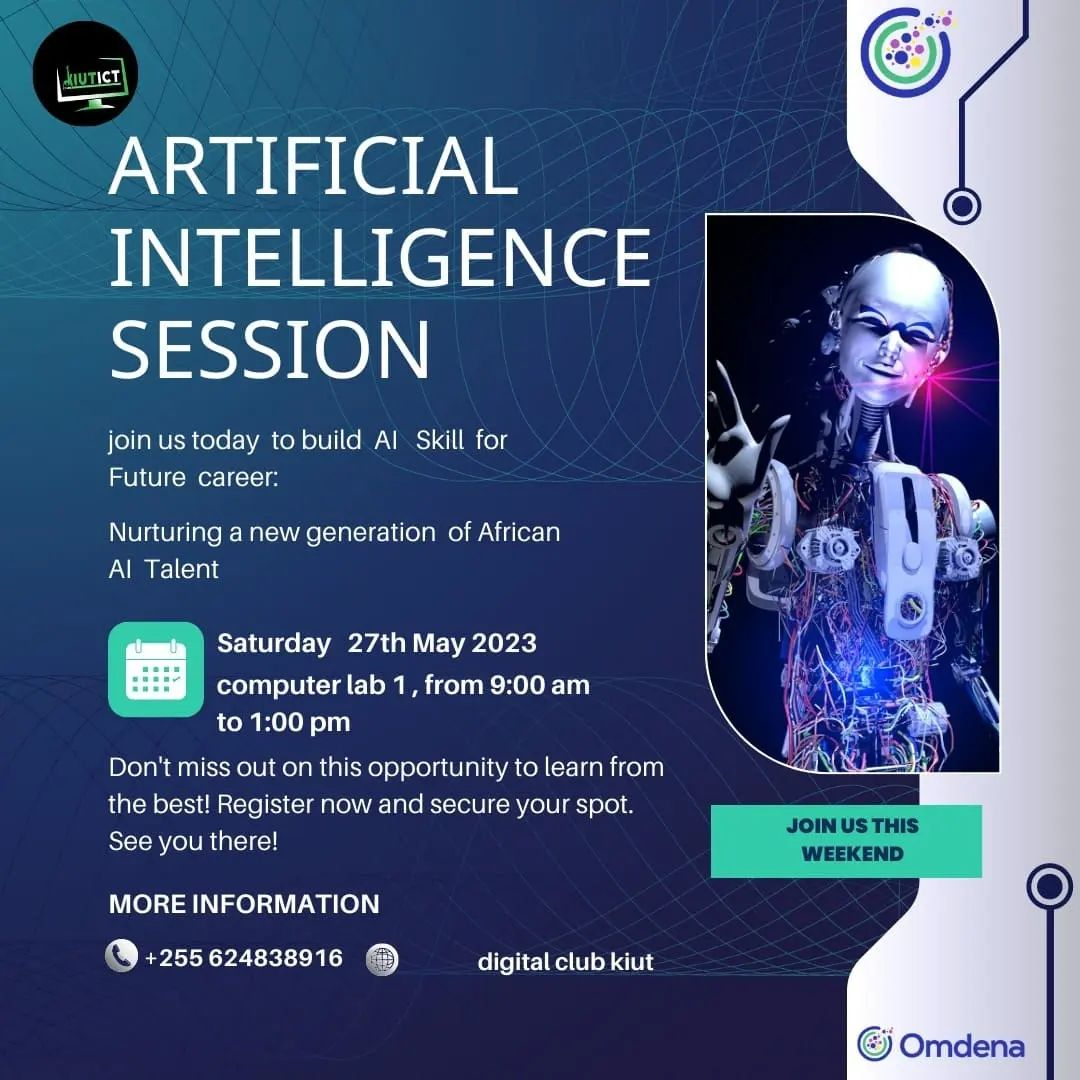 KIUTICT
ARTIFICIAL
INTELLIGENCE
SESSION
join us today to build AI Skill for
Future career:
Nurturing a new generation of African
AI Talent
Saturday 27th May 2023
computer lab 1 , from 9:00 am
to 1:00 pm
Don't miss out on this opportunity to learn from
the best! Register now and secure your spot.
See you there!
JOIN US THIS
WEEKEND
MORE INFORMATION
+255 624838916
digital club kiut
Omdena